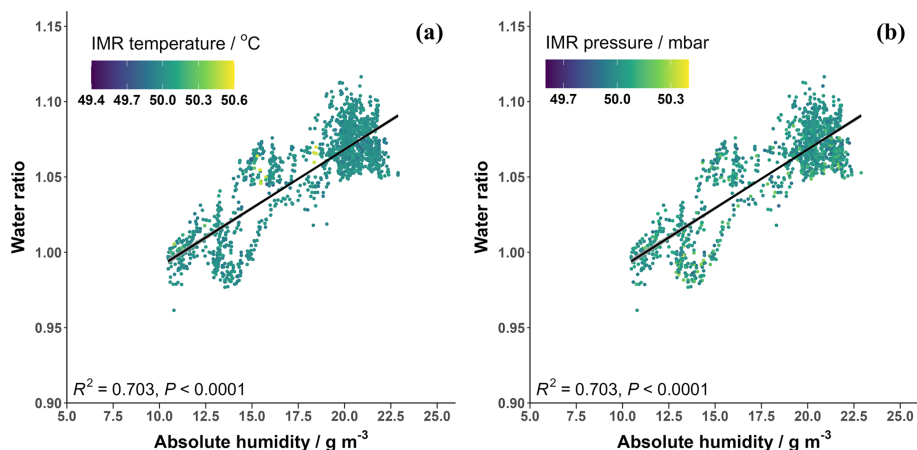 (a)
IMR temperature / °C
49.4 49.7 50.0 50.3 50.6
Water ratio
1.15
1.10
1.05
1.00
0.95
0.90
R² = 0.703, P < 0.0001
5.0 7.5 10.0 12.5 15.0 17.5 20.0 22.5 25.0
Absolute humidity / g m⁻³
(b)
IMR pressure / mbar
49.7 50.0 50.3
Water ratio
1.15
1.10
1.05
1.00
0.95
0.90
R² = 0.703, P < 0.0001
5.0 7.5 10.0 12.5 15.0 17.5 20.0 22.5 25.0
Absolute humidity / g m⁻³